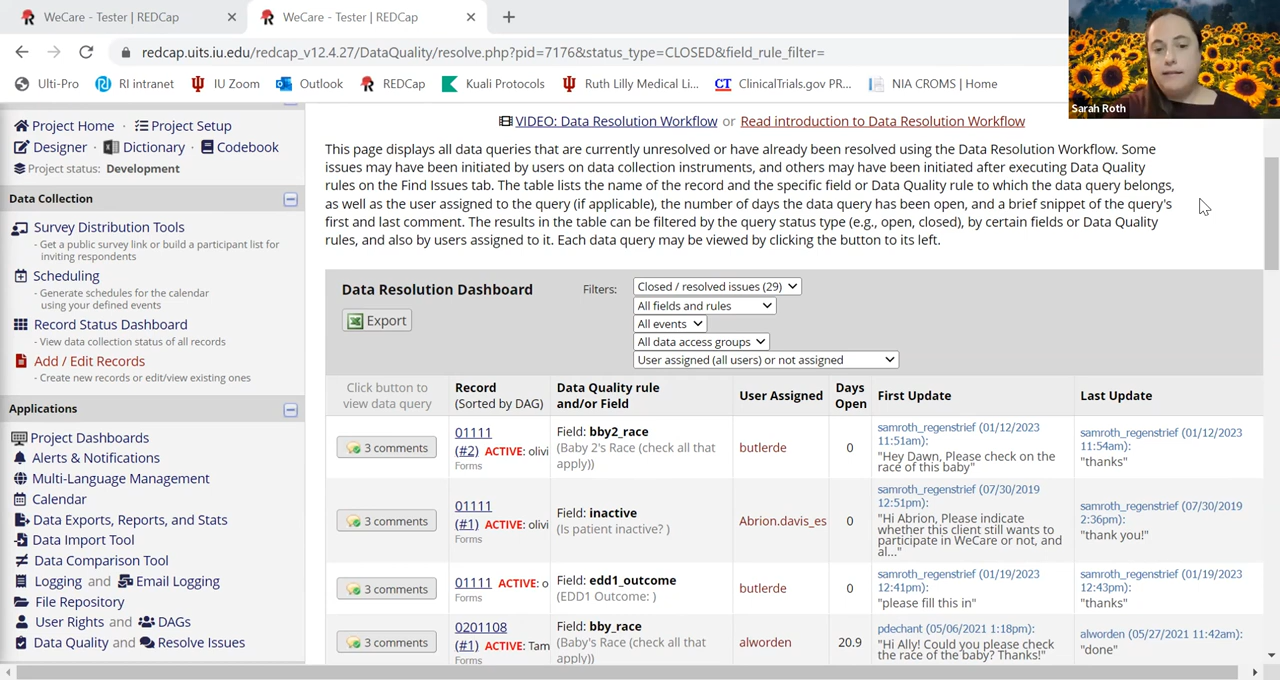 WeCare - Tester | REDCap
WeCare - Tester | REDCap
redcap.uits.iu.edu/redcap_v12.4.27/DataQuality/resolve.php?pid=7176&status_type=CLOSED&field_rule_filter=
Ulti-Pro RI intranet IU Zoom Outlook REDCap Kuali Protocols Ruth Lilly Medical Li... CT ClinicalTrials.gov PR... NIA CROMS | Home
Sarah Roth
Project Home · Project Setup
Designer · Dictionary · Codebook
Project status: Development
Data Collection
Survey Distribution Tools
- Get a public survey link or build a participant list for
inviting respondents
Scheduling
- Generate schedules for the calendar
using your defined events
Record Status Dashboard
- View data collection status of all records
Add / Edit Records
- Create new records or edit/view existing ones
Applications
Project Dashboards
Alerts & Notifications
Multi-Language Management
Calendar
Data Exports, Reports, and Stats
Data Import Tool
Data Comparison Tool
Logging and Email Logging
File Repository
User Rights and DAGs
Data Quality and Resolve Issues
VIDEO: Data Resolution Workflow or Read introduction to Data Resolution Workflow
This page displays all data queries that are currently unresolved or have already been resolved using the Data Resolution Workflow. Some
issues may have been initiated by users on data collection instruments, and others may have been initiated after executing Data Quality
rules on the Find Issues tab. The table lists the name of the record and the specific field or Data Quality rule to which the data query belongs,
as well as the user assigned to the query (if applicable), the number of days the data query has been open, and a brief snippet of the query's
first and last comment. The results in the table can be filtered by the query status type (e.g., open, closed), by certain fields or Data Quality
rules, and also by users assigned to it. Each data query may be viewed by clicking the button to its left.
Data Resolution Dashboard
Export
Filters:
Closed / resolved issues (29)
All fields and rules
All events
All data access groups
User assigned (all users) or not assigned
Click button to
view data query
Record
(Sorted by DAG)
Data Quality rule
and/or Field
User Assigned
Days
Open
First Update
Last Update
3 comments
01111
(#2) ACTIVE: olivi
Forms
Field: bby2_race
(Baby 2's Race (check all that
apply))
butlerde
0
samroth_regenstrief (01/12/2023
11:51am):
"Hey Dawn, Please check on the
race of this baby"
samroth_regenstrief (01/12/2023
11:54am):
"thanks"
3 comments
01111
(#1) ACTIVE: olivi
Forms
Field: inactive
(Is patient inactive? )
Abrion.davis_es
0
samroth_regenstrief (07/30/2019
12:51pm):
"Hi Abrion, Please indicate
whether this client still wants to
participate in WeCare or not, and
al..."
samroth_regenstrief (07/30/2019
2:36pm):
"thank you!"
3 comments
01111 ACTIVE: o
Forms
Field: edd1_outcome
(EDD1 Outcome: )
butlerde
0
samroth_regenstrief (01/19/2023
12:41pm):
"please fill this in"
samroth_regenstrief (01/19/2023
12:43pm):
"thanks"
3 comments
0201108
(#1) ACTIVE: Tam
Forms
Field: bby_race
(Baby's Race (check all that
apply))
alworden
20.9
pdechant (05/06/2021 1:18pm):
"Hi Ally! Could you please check
the race of the baby? Thanks!"
alworden (05/27/2021 11:42am):
"done"